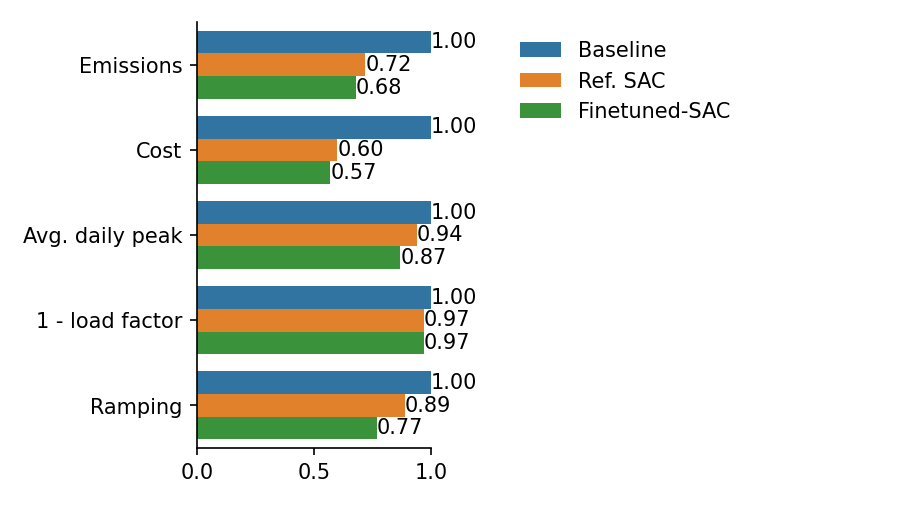 Emissions
1.00
0.72
0.68
Cost
1.00
0.60
0.57
Avg. daily peak
1.00
0.94
0.87
1 - load factor
1.00
0.97
0.97
Ramping
1.00
0.89
0.77
0.0 0.5 1.0
Baseline
Ref. SAC
Finetuned-SAC